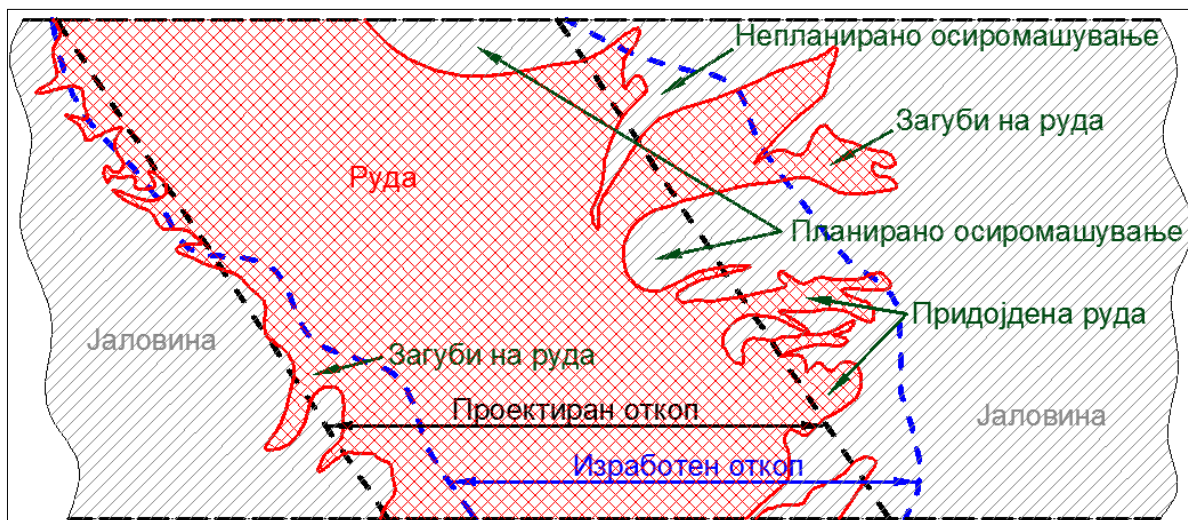 Непланирано осиромашување
Загуби на руда
Руда
Планирано осиромашување
Придојдена руда
Јаловина
Загуби на руда
Проектиран откоп
Јаловина
Изработен откоп